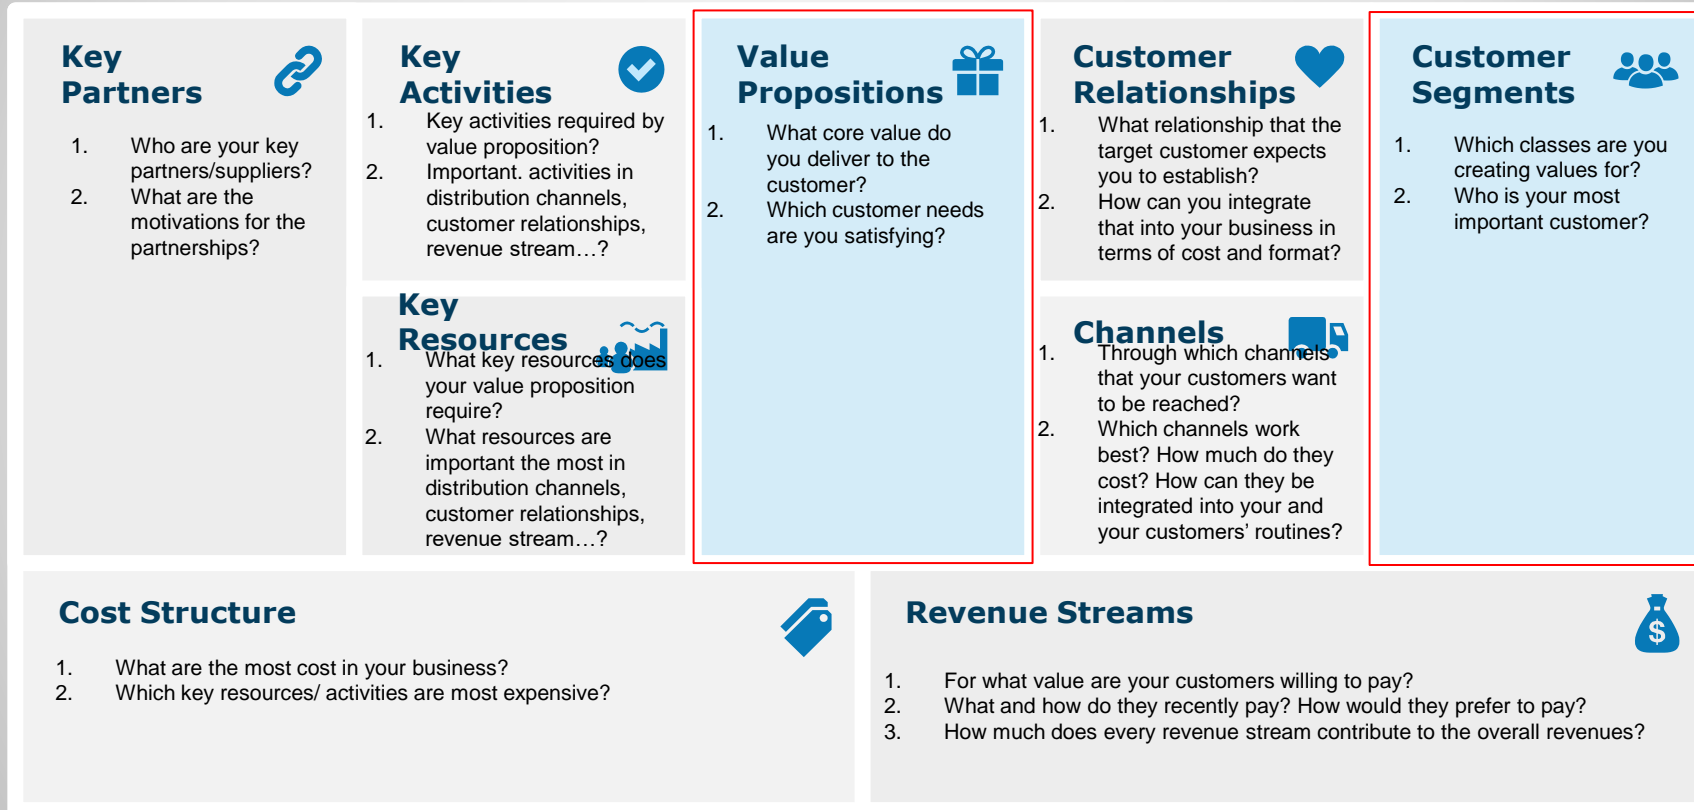 Key
Partners
1. Who are your key
partners/suppliers?
2. What are the
motivations for the
partnerships?
Key
Activities
1. Key activities required by
value proposition?
2. Important. activities in
distribution channels,
customer relationships,
revenue stream…?
Key
Resources
1. What key resources does
your value proposition
require?
2. What resources are
important the most in
distribution channels,
customer relationships,
revenue stream…?
Value
Propositions
1. What core value do
you deliver to the
customer?
2. Which customer needs
are you satisfying?
Customer
Relationships
1. What relationship that the
target customer expects
you to establish?
2. How can you integrate
that into your business in
terms of cost and format?
Channels
1. Through which channels
that your customers want
to be reached?
2. Which channels work
best? How much do they
cost? How can they be
integrated into your and
your customers’ routines?
Customer
Segments
1. Which classes are you
creating values for?
2. Who is your most
important customer?
Cost Structure
1. What are the most cost in your business?
2. Which key resources/ activities are most expensive?
Revenue Streams
$
1. For what value are your customers willing to pay?
2. What and how do they recently pay? How would they prefer to pay?
3. How much does every revenue stream contribute to the overall revenues?